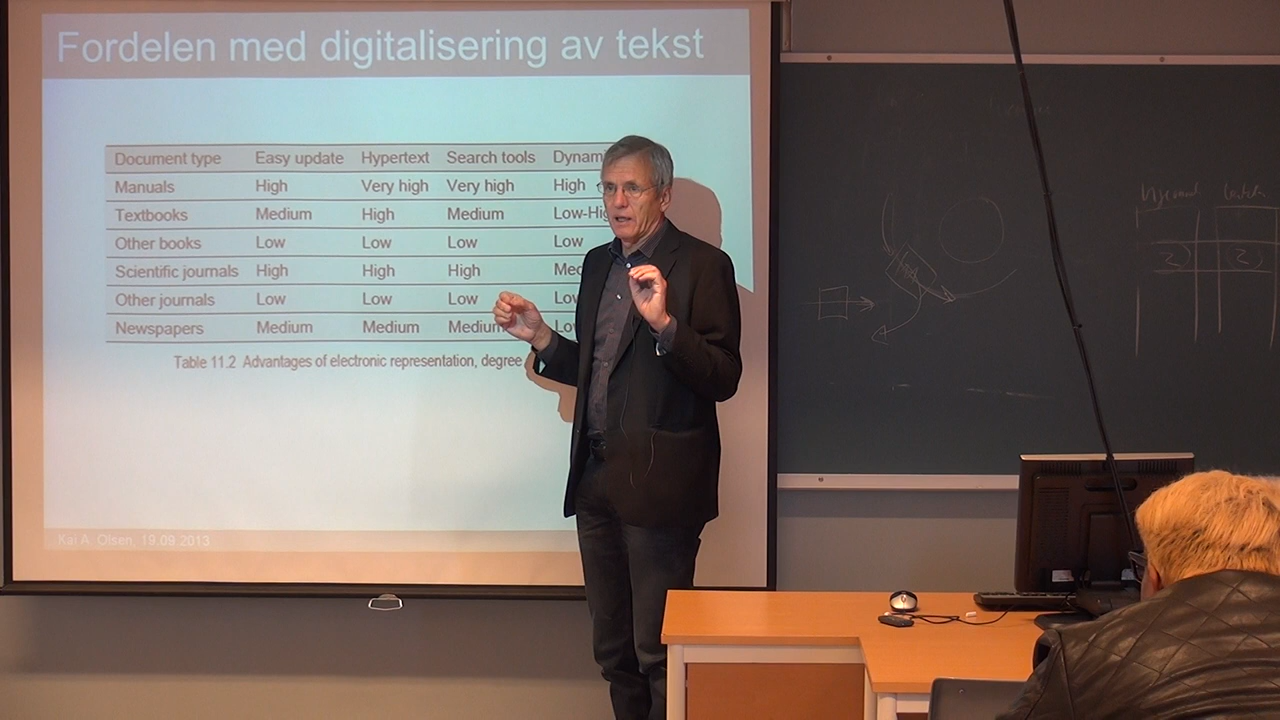 Fordelen med digitalisering av tekst
Document type Easy update Hypertext Search tools
Manuals High Very high Very high High
Textbooks Medium High Medium
Other books Low Low Low Low
Scientific journals High High High
Other journals Low Low Low
Newspapers Medium Medium Medium
Table 11.2 Advantages of electronic representation, degree
Kai A. Olsen, 19.09.2013